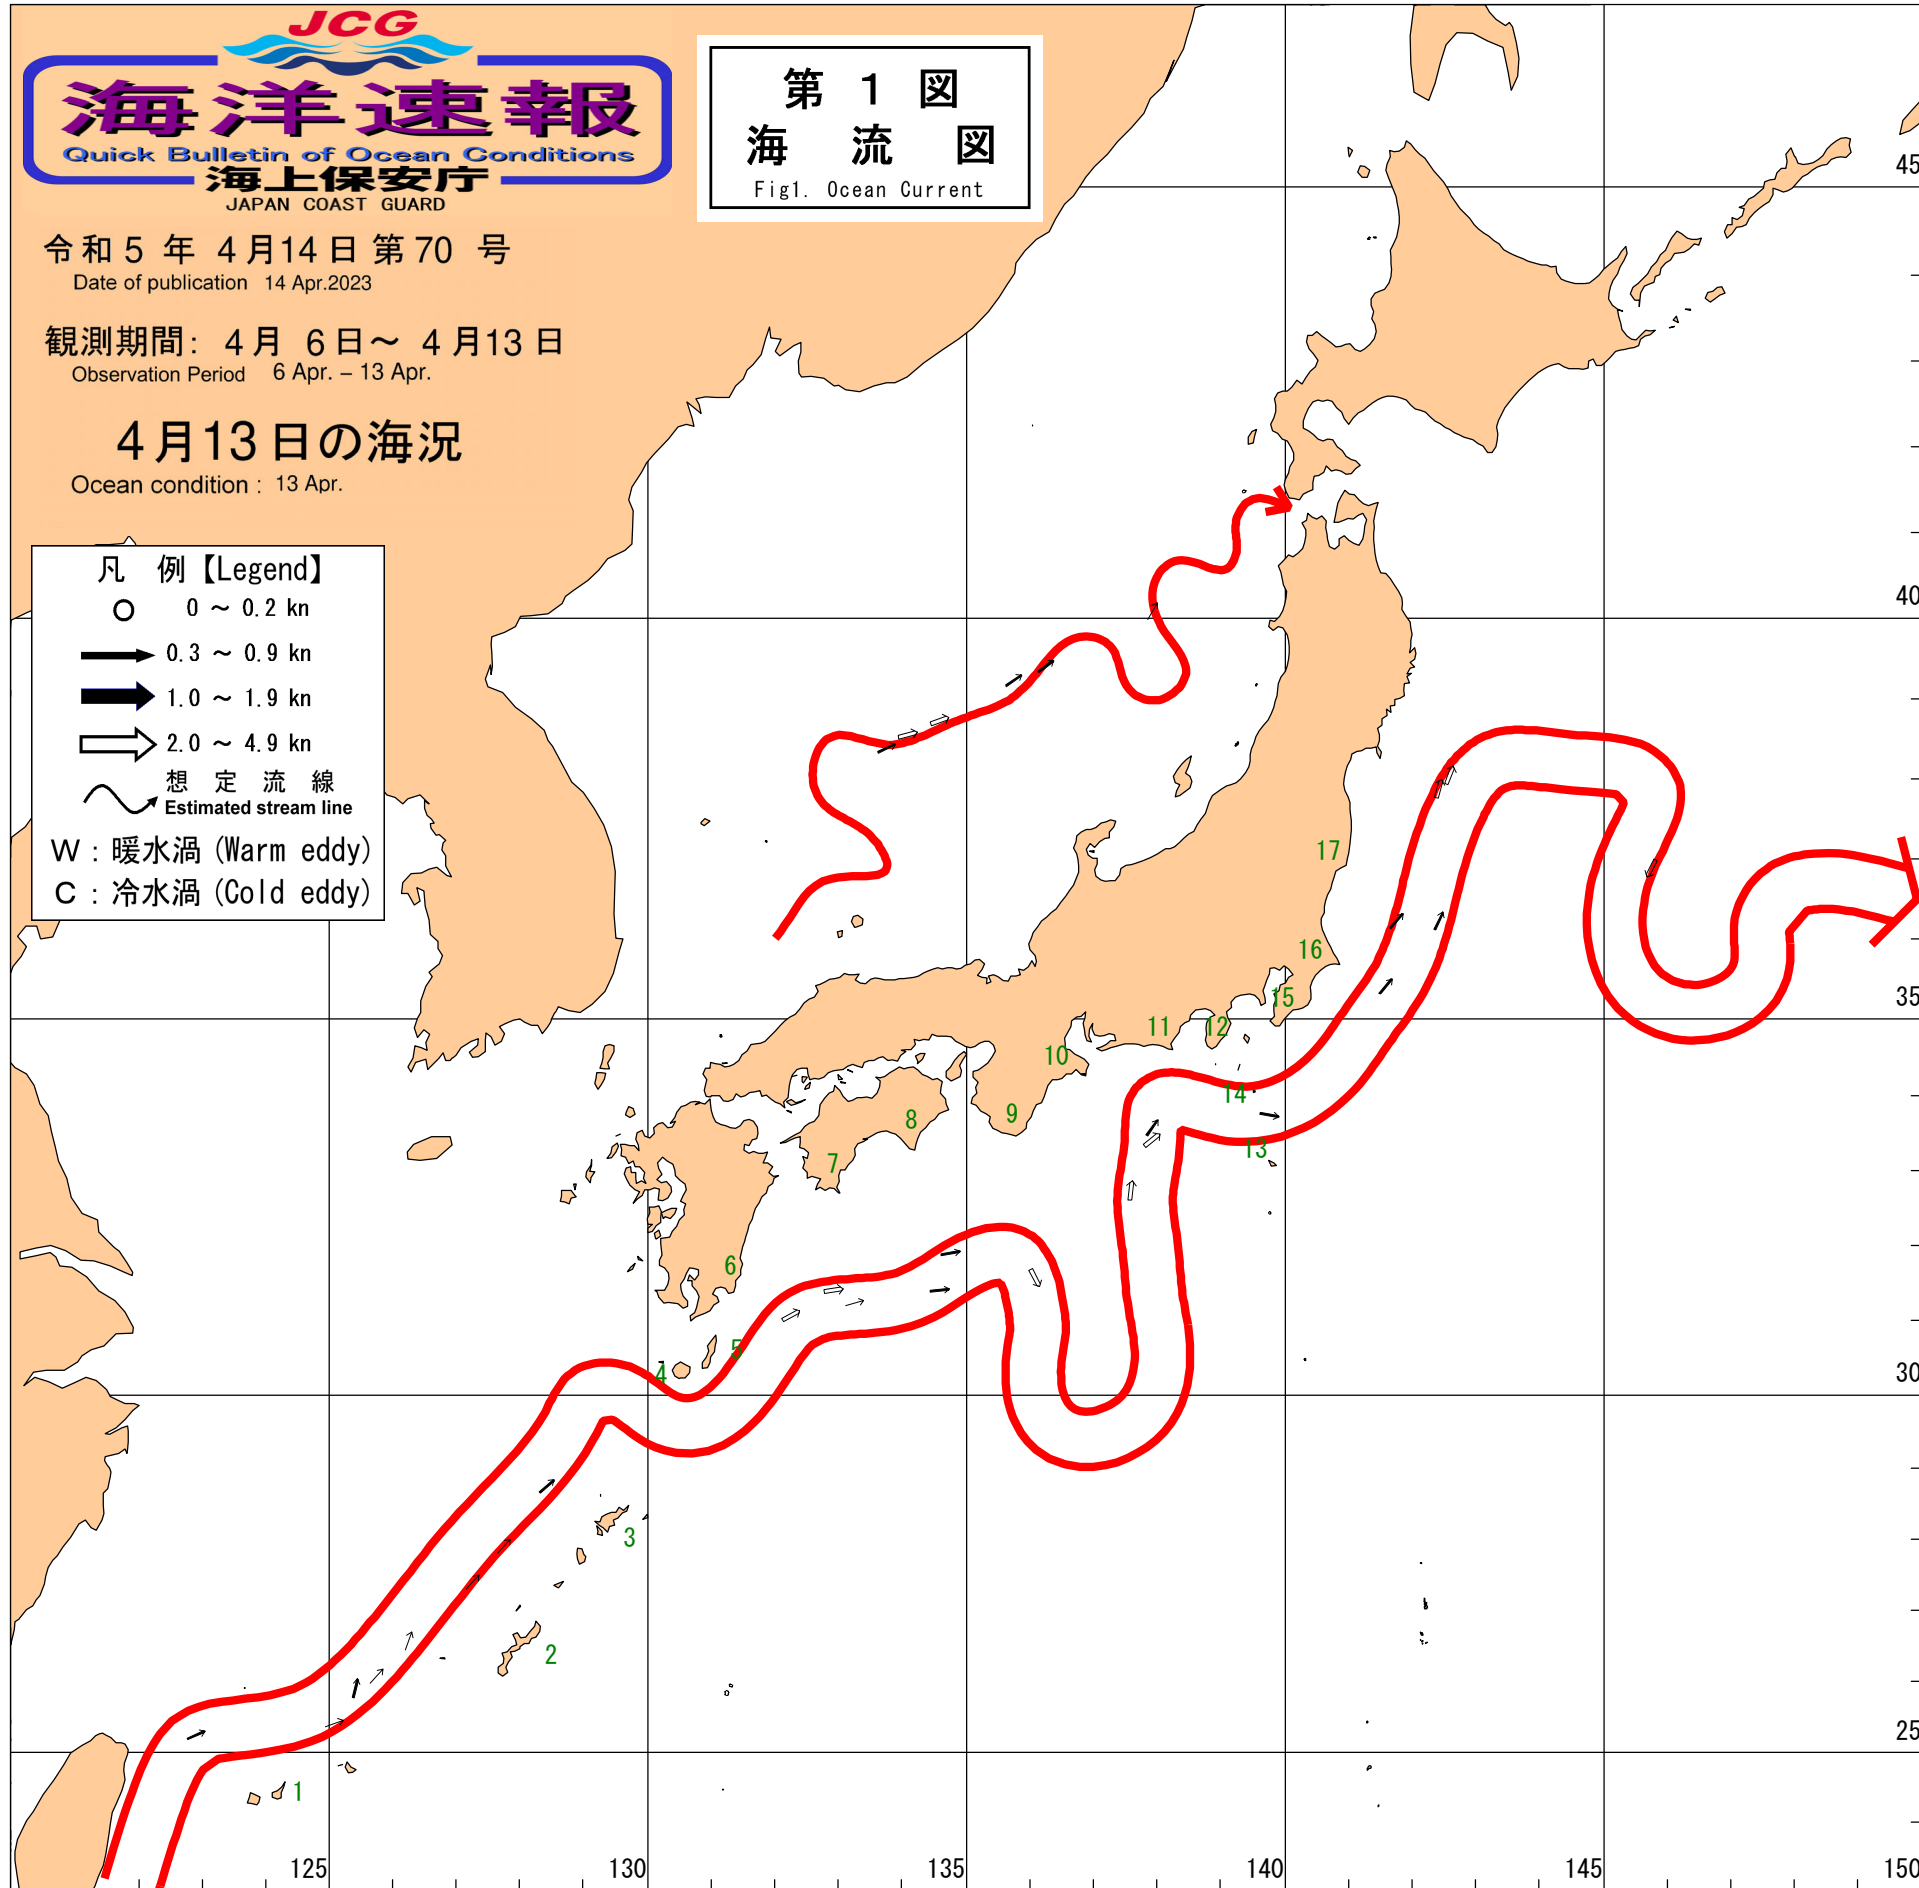 JCG
海洋速報
Quick Bulletin of Ocean Conditions
海上保安庁
JAPAN COAST GUARD
令和5年 4月14日 第70号
Date of publication 14 Apr.2023
観測期間: 4月 6日～ 4月13日
Observation Period 6 Apr. – 13 Apr.
4月13日の海況
Ocean condition : 13 Apr.
第 1 図
海 流 図
Fig1. Ocean Current
凡 例【Legend】
0 ～ 0.2 kn
0.3 ～ 0.9 kn
1.0 ～ 1.9 kn
2.0 ～ 4.9 kn
想 定 流 線
Estimated stream line
W : 暖水渦 (Warm eddy)
C : 冷水渦 (Cold eddy)
45
40
17
16
35
15
11
12
10
14
9
8
13
7
6
5
4
30
3
2
25
1
125
130
135
140
145
150